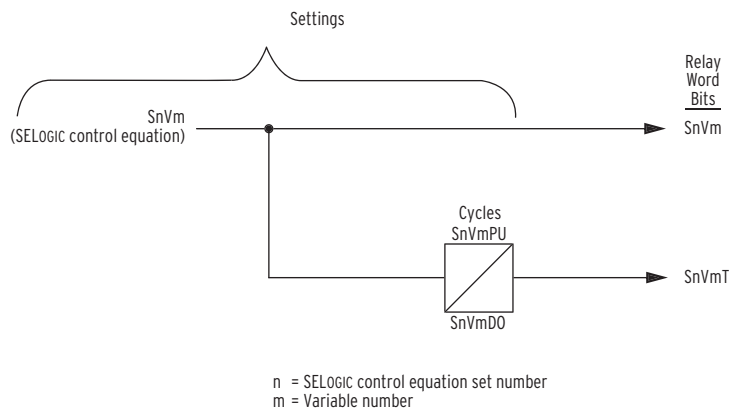 Settings
Relay
Word
Bits
SnVm
(SELOGIC control equation)
SnVm
Cycles
SnVmPU
SnVmT
SnVmDO
n = SELOGIC control equation set number
m = Variable number